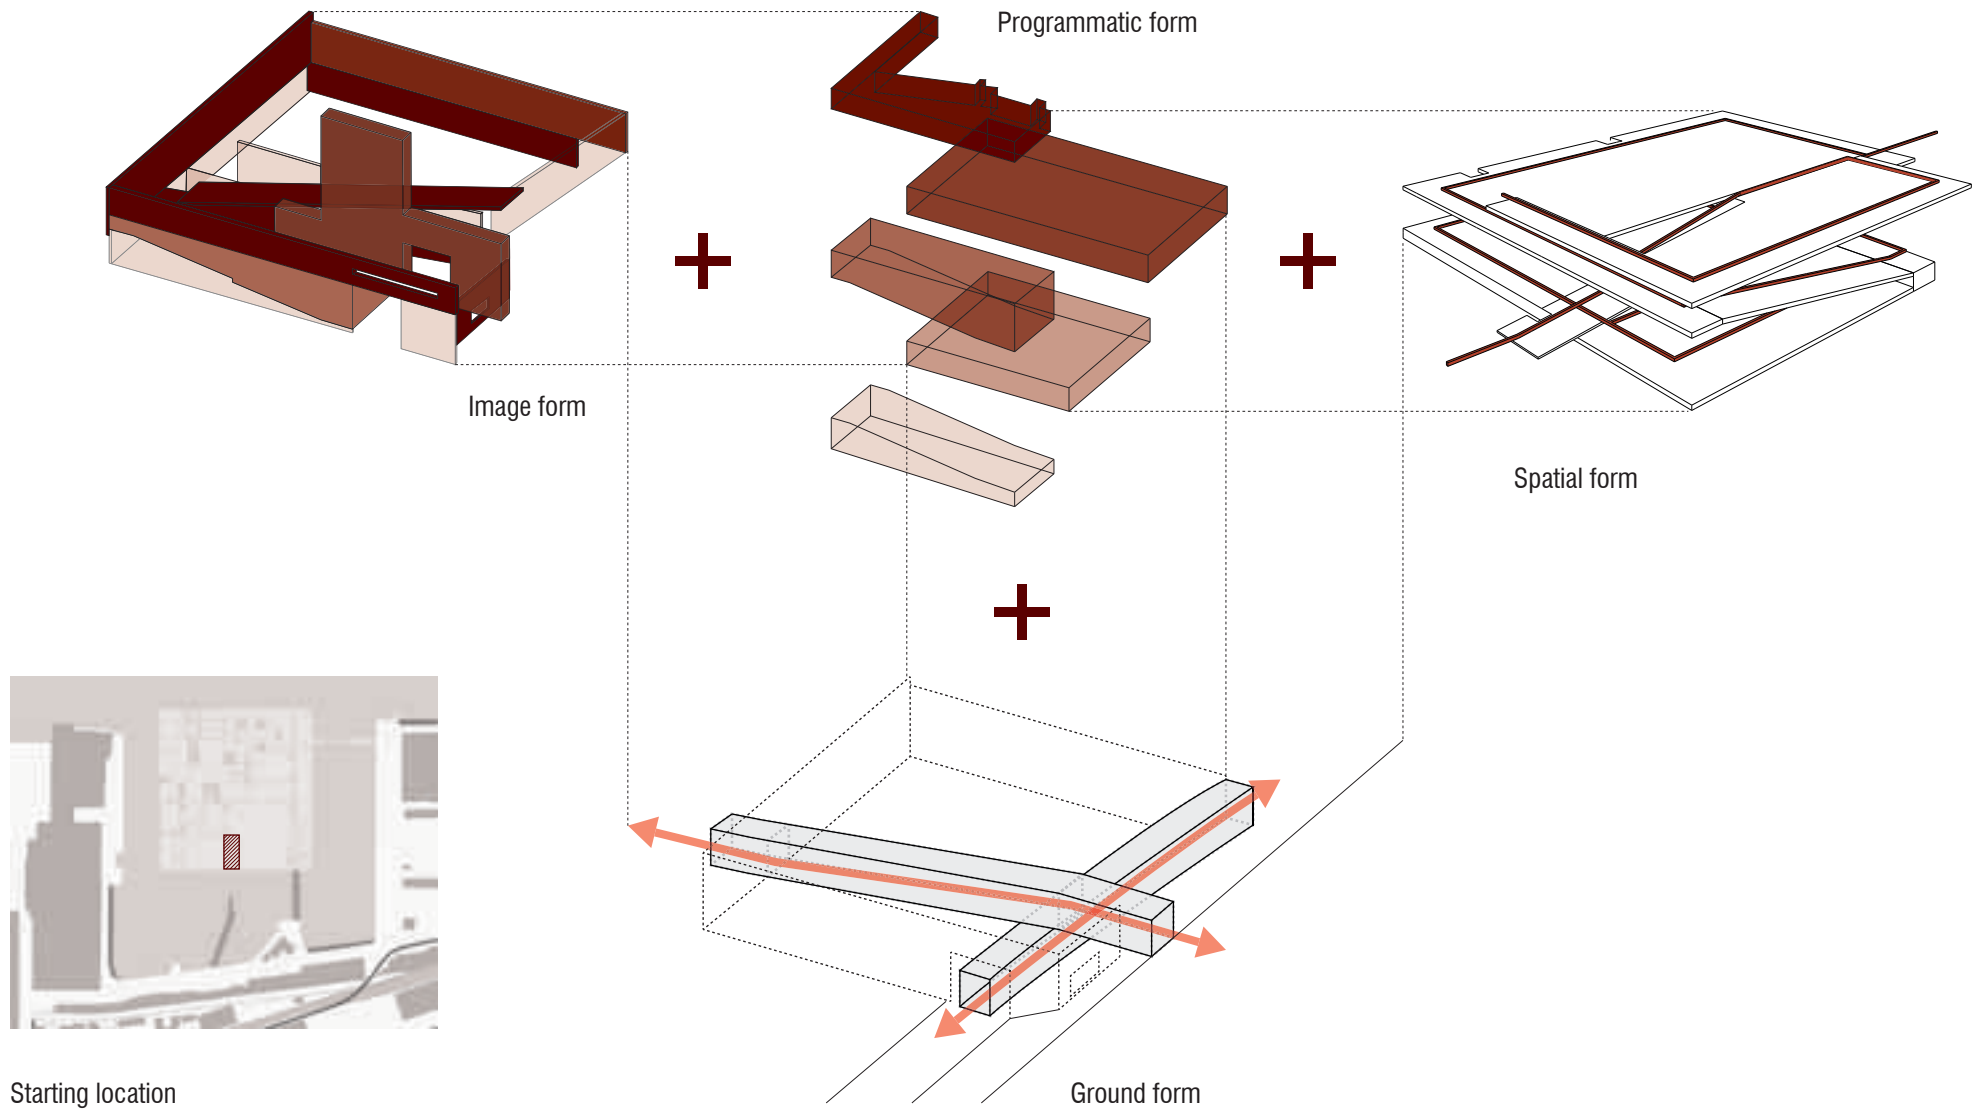 Programmatic form
Image form
Spatial form
Starting location
Ground form